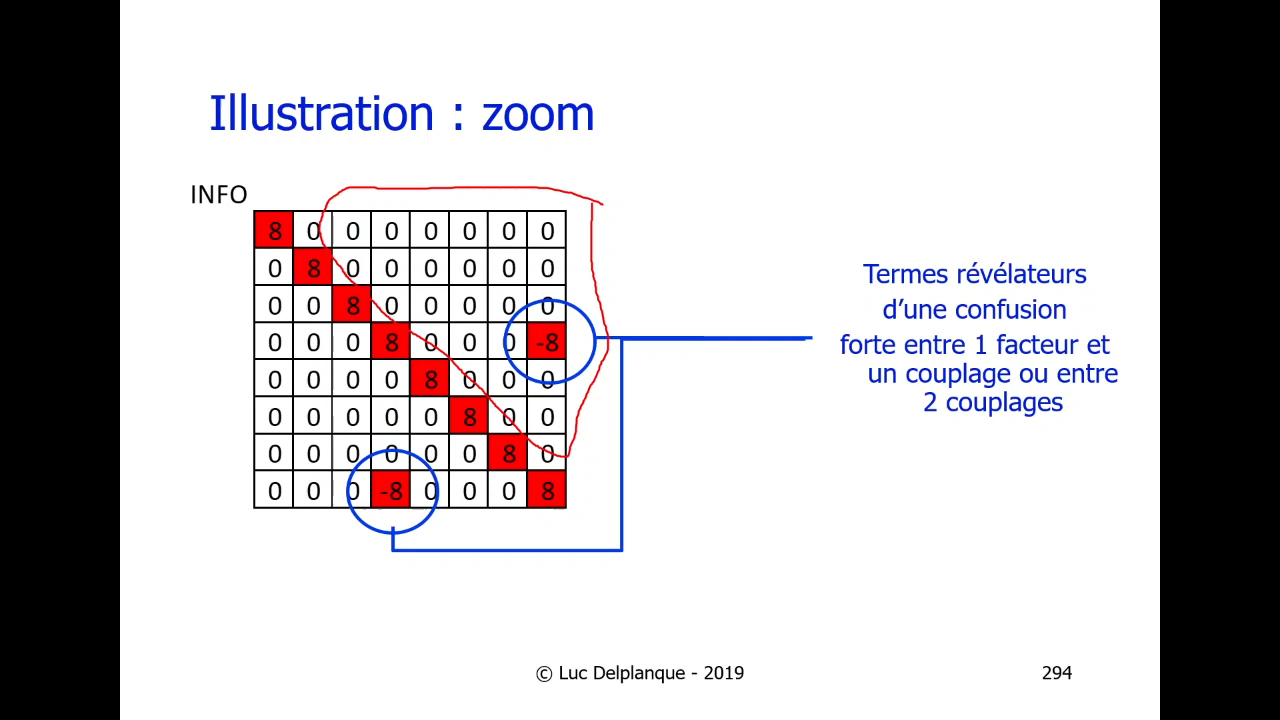 Illustration : zoom
INFO
8 0 0 0 0 0 0 0
0 8 0 0 0 0 0 0
0 0 8 0 0 0 0 0
0 0 0 8 0 0 0 -8
0 0 0 0 8 0 0 0
0 0 0 0 0 8 0 0
0 0 0 0 0 0 8 0
0 0 0 -8 0 0 0 8
Termes révélateurs
d’une confusion
forte entre 1 facteur et
un couplage ou entre
2 couplages
© Luc Delplanque - 2019
294